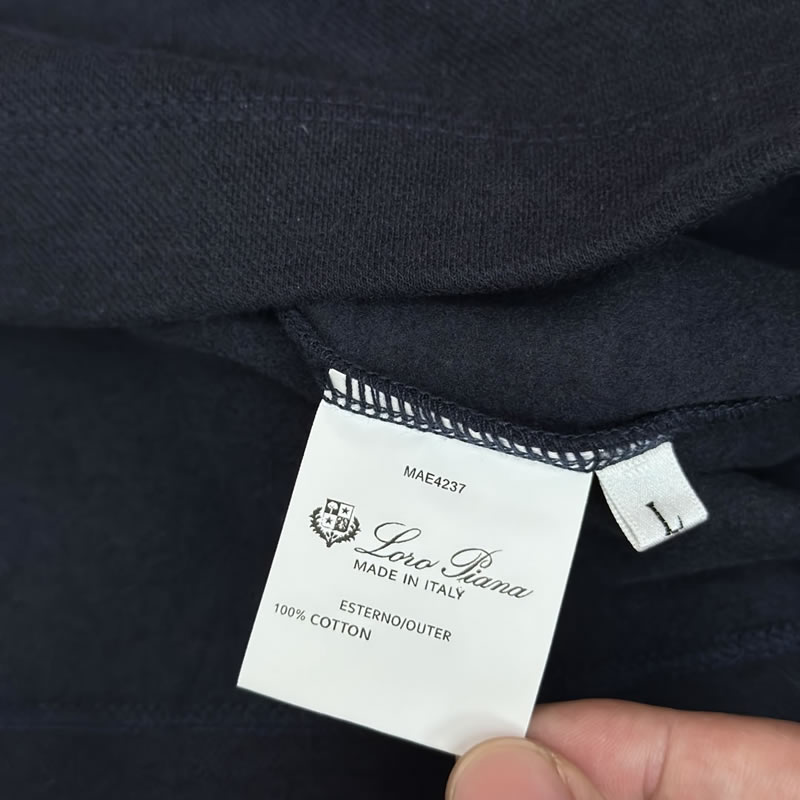 MAE4237
Loro Piana
MADE IN ITALY
ESTERNO/OUTER
100% COTTON
L